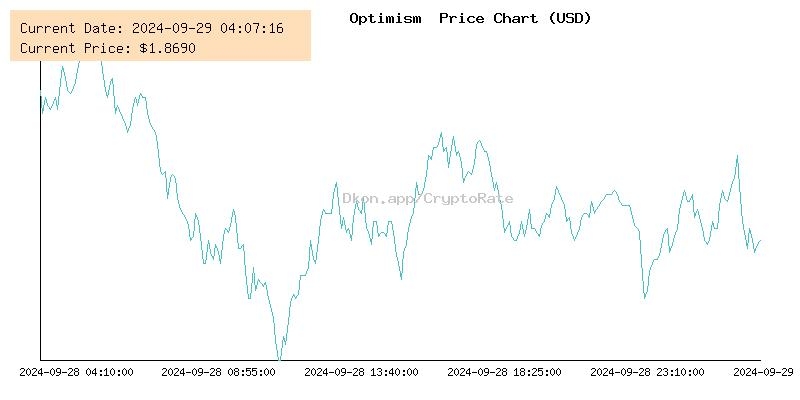 Optimism  Price Chart (USD)
Current Date: 2024-09-29 04:07:16
Current Price: $1.8690
Dkon.app/CryptoRate
2024-09-28 04:10:00 2024-09-28 08:55:00 2024-09-28 13:40:00 2024-09-28 18:25:00 2024-09-28 23:10:00 2024-09-29